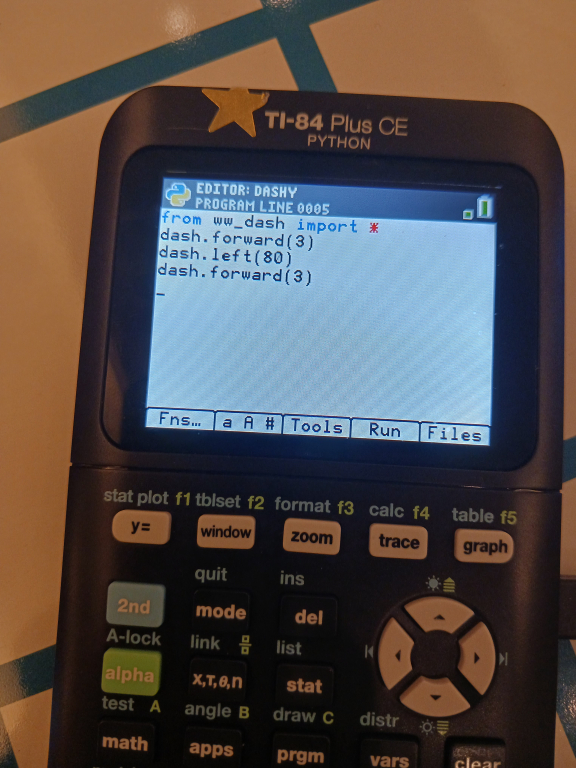 TI-84 Plus CE
PYTHON
EDITOR: DASHY
PROGRAM LINE 0005
from ww_dash import *
dash.forward(3)
dash.left(80)
dash.forward(3)
_
Fns… a A # Tools Run Files
stat plot f1 tblset f2 format f3 calc f4 table f5
y= window zoom trace graph
quit ins
2nd mode del
A-lock link list
alpha X,T,θ,n stat
test A angle B draw C distr
math apps prgm vars clear